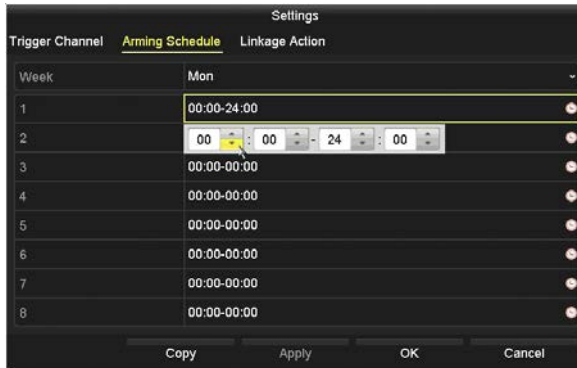 Settings
Trigger Channel Arming Schedule Linkage Action
Week Mon
1 00:00-24:00
2 00 : 00 - 24 : 00
3 00:00-00:00
4 00:00-00:00
5 00:00-00:00
6 00:00-00:00
7 00:00-00:00
8 00:00-00:00
Copy Apply OK Cancel